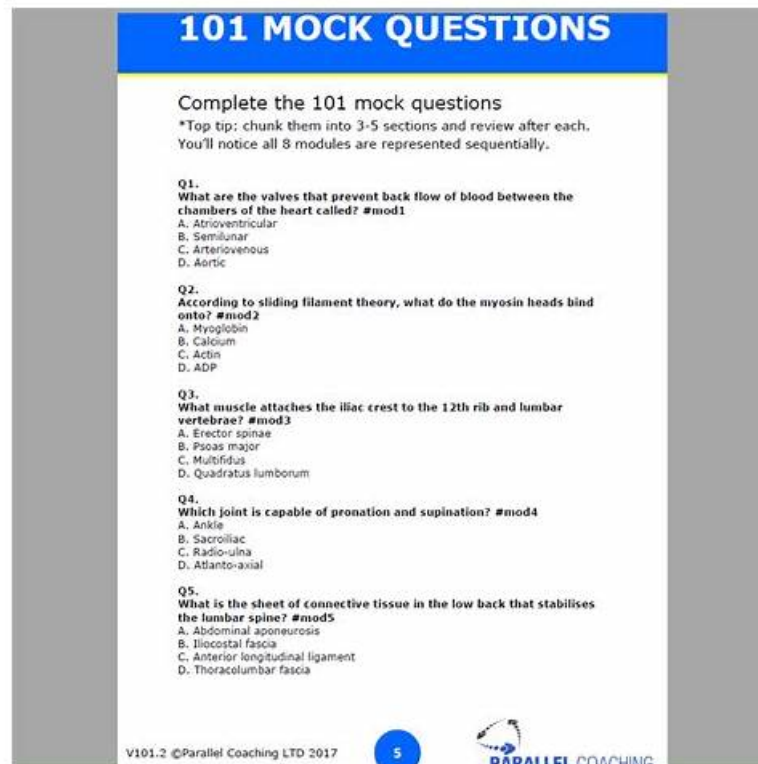 101 MOCK QUESTIONS
Complete the 101 mock questions
*Top tip: chunk them into 3-5 sections and review after each.
You'll notice all 8 modules are represented sequentially.
Q1.
What are the valves that prevent back flow of blood between the
chambers of the heart called? #mod1
A. Atrioventricular
B. Semilunar
C. Arteriovenous
D. Aortic
Q2.
According to sliding filament theory, what do the myosin heads bind
onto? #mod2
A. Myoglobin
B. Calcium
C. Actin
D. ADP
Q3.
What muscle attaches the iliac crest to the 12th rib and lumbar
vertebrae? #mod3
A. Erector spinae
B. Psoas major
C. Multifidus
D. Quadratus lumborum
Q4.
Which joint is capable of pronation and supination? #mod4
A. Ankle
B. Sacroiliac
C. Radio-ulna
D. Atlanto-axial
Q5.
What is the sheet of connective tissue in the low back that stabilises
the lumbar spine? #mod5
A. Abdominal aponeurosis
B. Iliocostal fascia
C. Anterior longitudinal ligament
D. Thoracolumbar fascia
V101.2 ©Parallel Coaching LTD 2017
5
PARALLEL COACHING